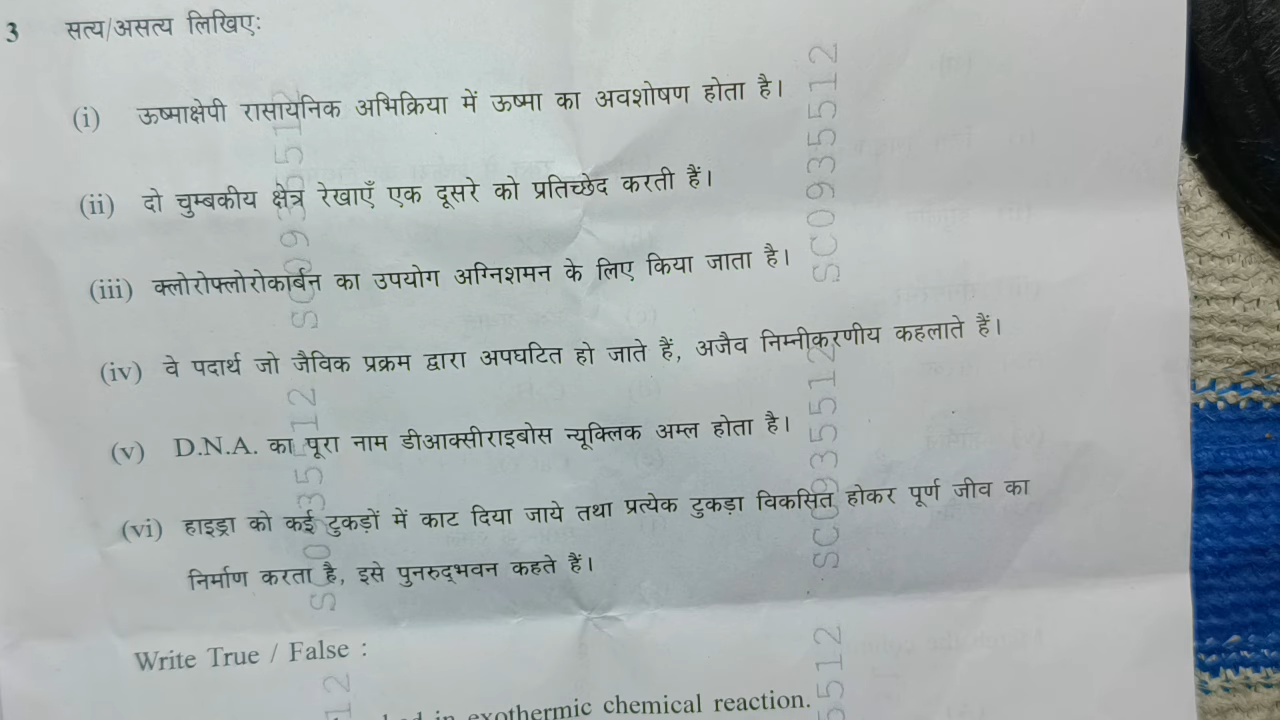 3 सत्य/असत्य लिखिएः
(i) ऊष्माक्षेपी रासायनिक अभिक्रिया में ऊष्मा का अवशोषण होता है।
(ii) दो चुम्बकीय क्षेत्र रेखाएँ एक दूसरे को प्रतिच्छेद करती हैं।
(iii) क्लोरोफ्लोरोकार्बन का उपयोग अग्निशमन के लिए किया जाता है।
(iv) वे पदार्थ जो जैविक प्रक्रम द्वारा अपघटित हो जाते हैं, अजैव निम्नीकरणीय कहलाते हैं।
(v) D.N.A. का पूरा नाम डीआक्सीराइबोस न्यूक्लिक अम्ल होता है।
(vi) हाइड्रा को कई टुकड़ों में काट दिया जाये तथा प्रत्येक टुकड़ा विकसित होकर पूर्ण जीव का
निर्माण करता है, इसे पुनरुद्‌भवन कहते हैं।
Write True / False :
in exothermic chemical reaction.
SC0935512
SC0935512